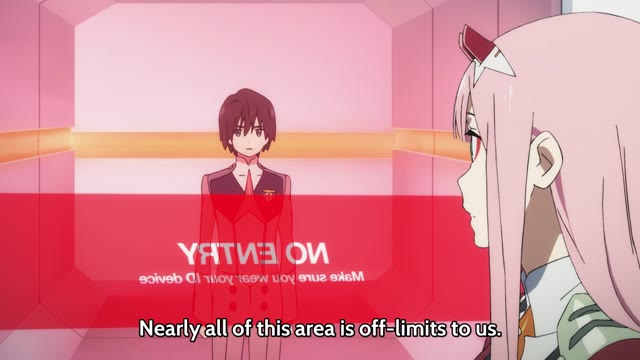 NO ENTRY
Make sure you wear your ID device
Nearly all of this area is off-limits to us.